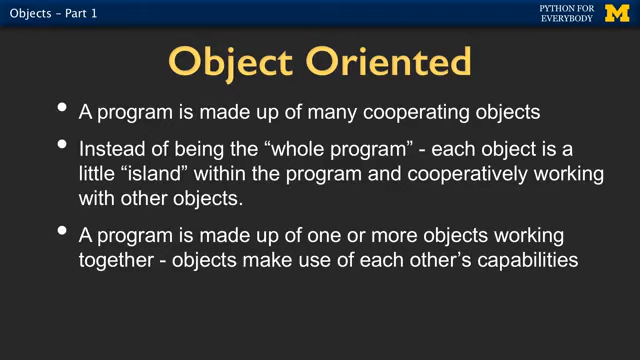 Objects – Part 1
PYTHON FOR
EVERYBODY
M
Object Oriented
• A program is made up of many cooperating objects
• Instead of being the “whole program” - each object is a
little “island” within the program and cooperatively working
with other objects.
• A program is made up of one or more objects working
together - objects make use of each other’s capabilities